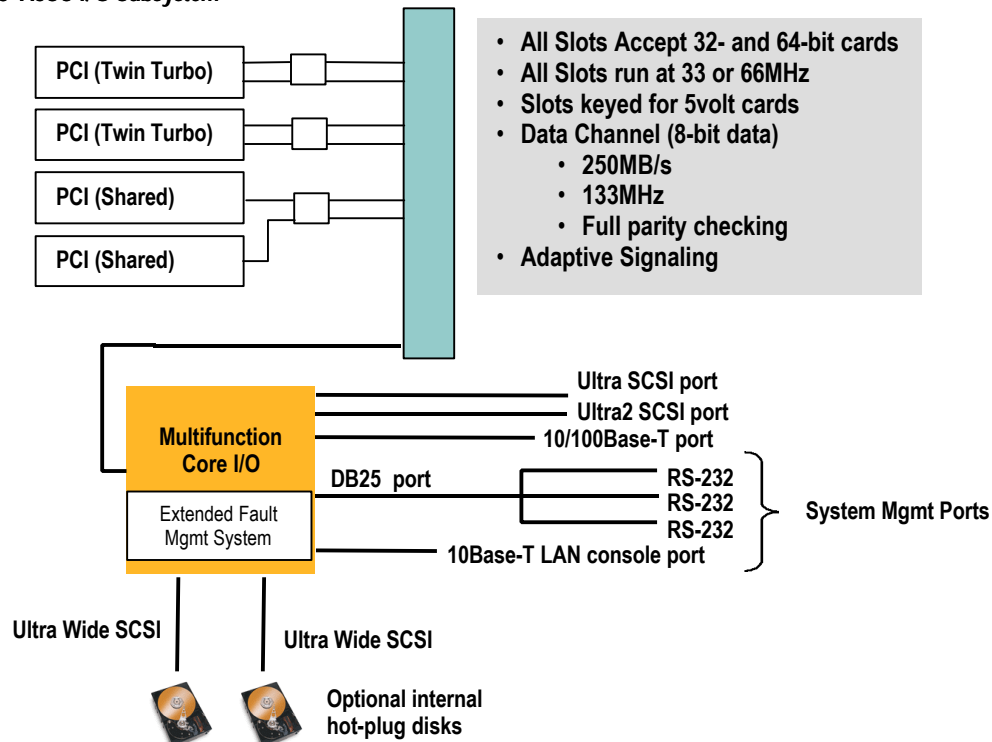 I/O Subsystem
PCI (Twin Turbo)
PCI (Twin Turbo)
PCI (Shared)
PCI (Shared)
• All Slots Accept 32- and 64-bit cards
• All Slots run at 33 or 66MHz
• Slots keyed for 5volt cards
• Data Channel (8-bit data)
• 250MB/s
• 133MHz
• Full parity checking
• Adaptive Signaling
Multifunction
Core I/O
Extended Fault
Mgmt System
Ultra SCSI port
Ultra2 SCSI port
10/100Base-T port
DB25 port
RS-232
RS-232
RS-232
System Mgmt Ports
10Base-T LAN console port
Ultra Wide SCSI
Ultra Wide SCSI
Optional internal
hot-plug disks